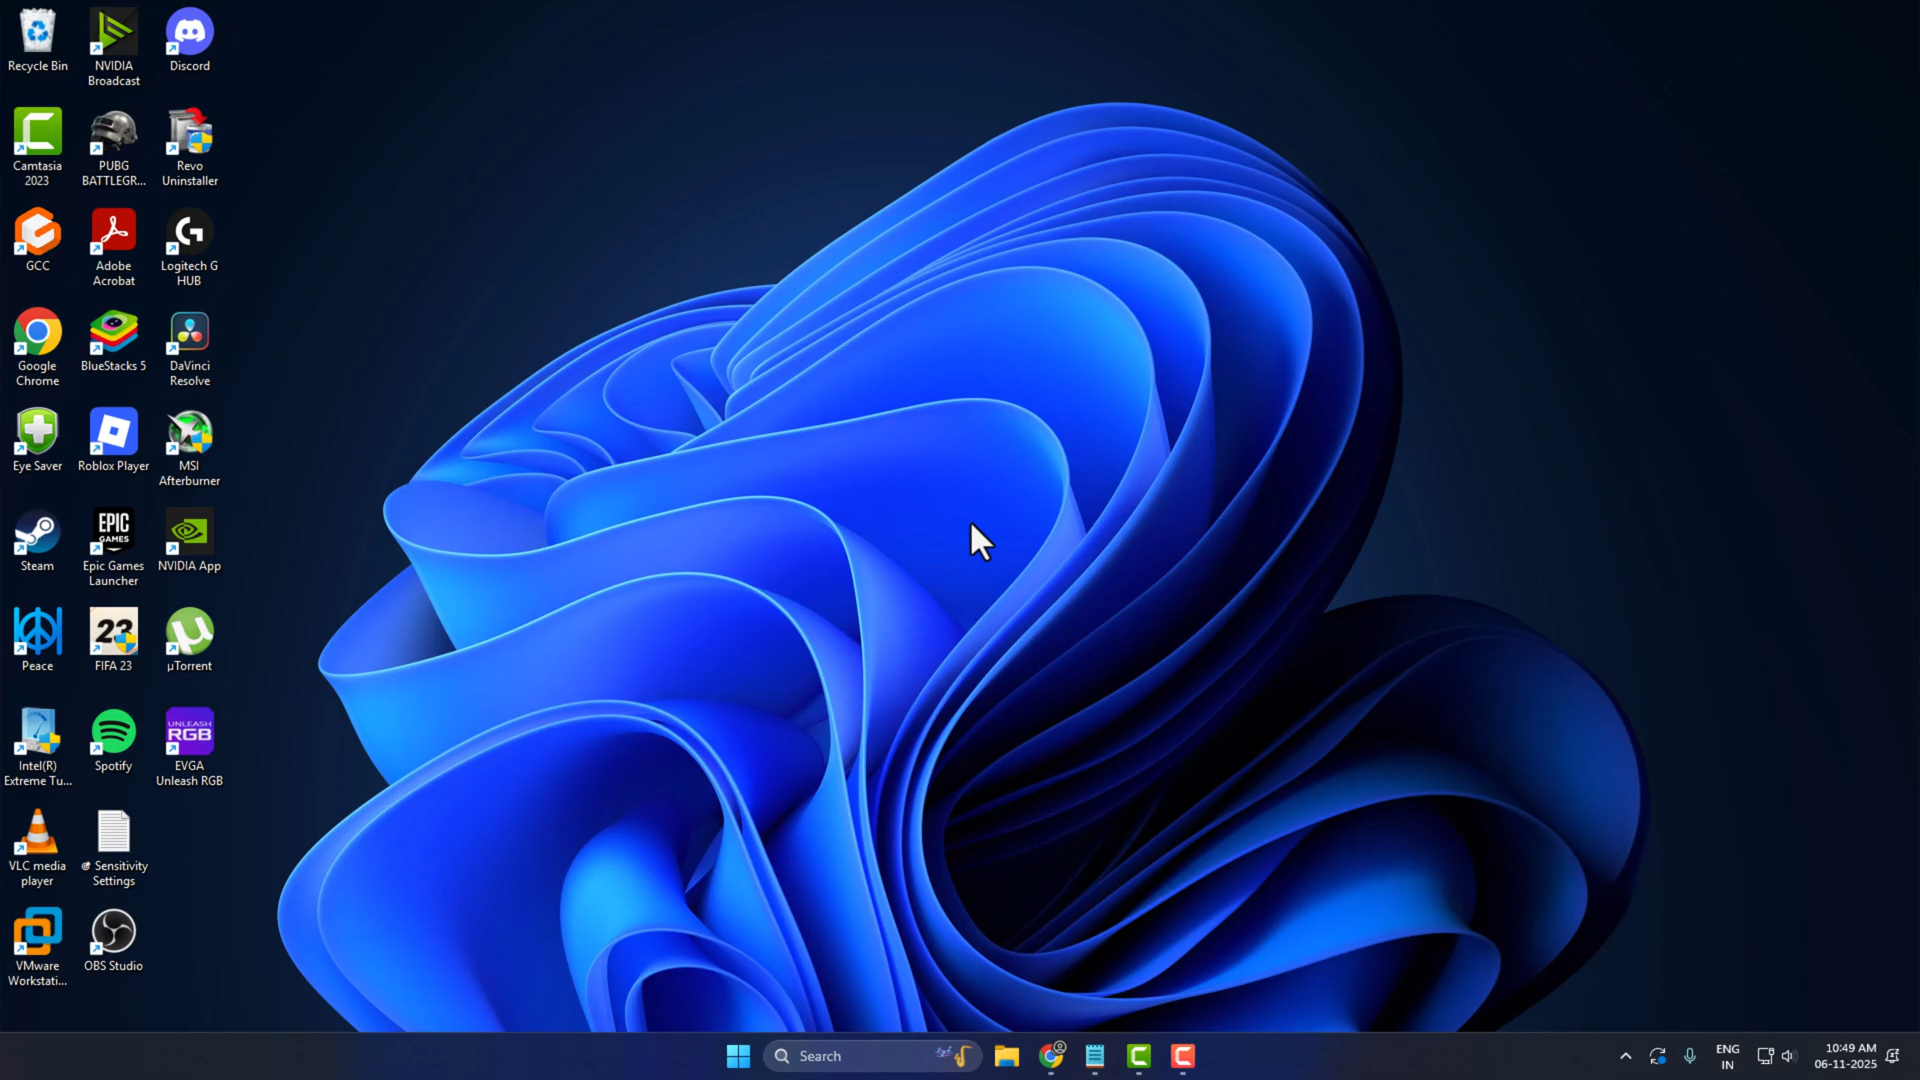 Recycle Bin
NVIDIA
Broadcast
Discord
Camtasia
2023
PUBG
BATTLEGR...
Revo
Uninstaller
GCC
Adobe
Acrobat
Logitech G
HUB
Google
Chrome
BlueStacks 5
DaVinci
Resolve
Eye Saver
Roblox Player
MSI
Afterburner
Steam
EPIC
GAMES
Epic Games
Launcher
NVIDIA App
Peace
23
FIFA 23
µTorrent
Intel(R)
Extreme Tu...
Spotify
UNLEASH
RGB
EVGA
Unleash RGB
VLC media
player
Sensitivity
Settings
VMware
Workstati...
OBS Studio
Search
ENG
IN
10:49 AM
06-11-2025